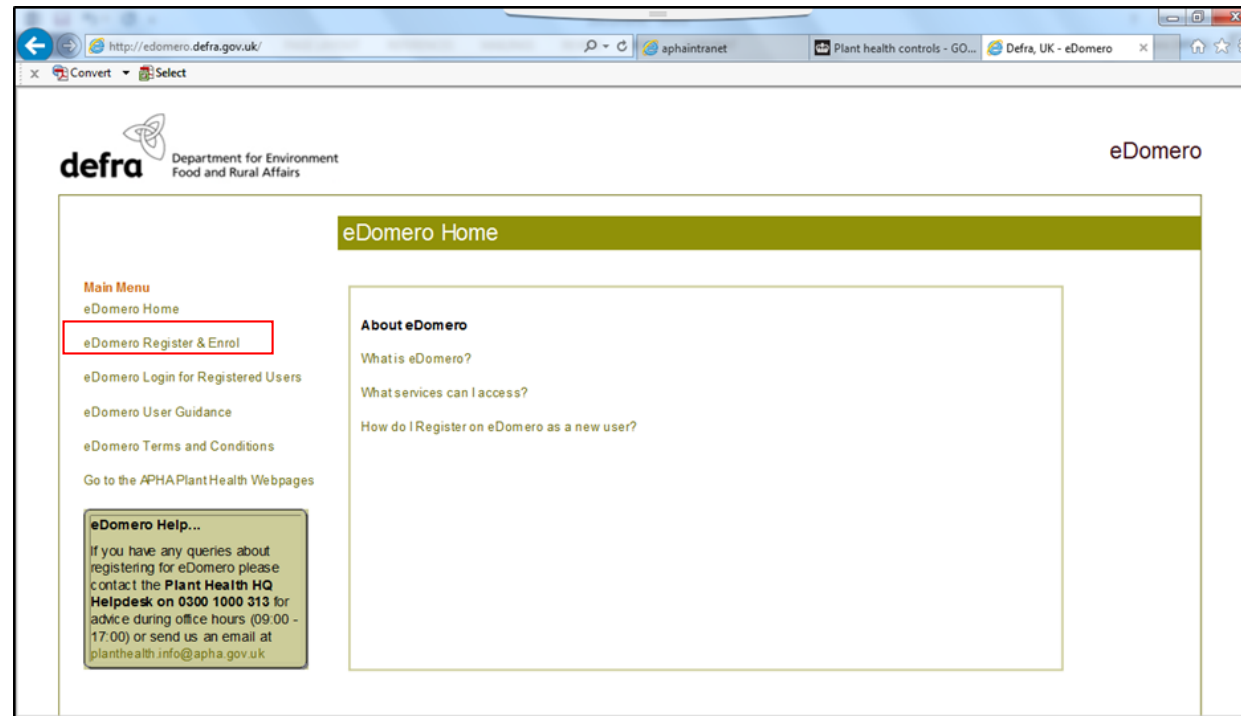 http://edomero.defra.gov.uk/
aphaintranet
Plant health controls - GO...
Defra, UK - eDomero
x Convert Select
defra
Department for Environment
Food and Rural Affairs
eDomero
eDomero Home
Main Menu
eDomero Home
eDomero Register & Enrol
eDomero Login for Registered Users
eDomero User Guidance
eDomero Terms and Conditions
Go to the APHA Plant Health Webpages
About eDomero
What is eDomero?
What services can I access?
How do I Register on eDomero as a new user?
eDomero Help...
If you have any queries about
registering for eDomero please
contact the Plant Health HQ
Helpdesk on 0300 1000 313 for
advice during office hours (09:00 -
17:00) or send us an email at
planthealth.info@apha.gov.uk